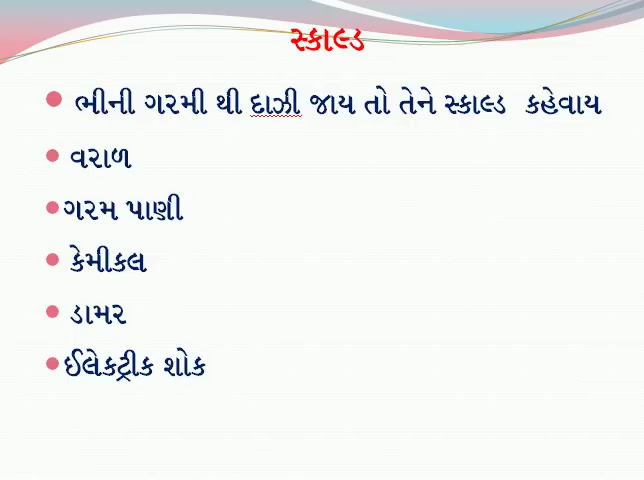 સ્કાલ્ડ
ભીની ગરમી થી દાઝી જાય તો તેને સ્કાલ્ડ કહેવાય
વરાળ
ગરમ પાણી
કેમીકલ
ડામર
ઈલેકટ્રીક શોક